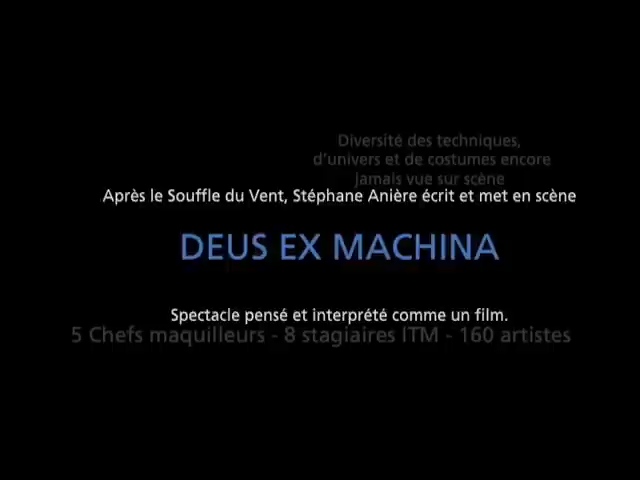 Diversité des techniques,
d'univers et de costumes encore
Jamais vue sur scène
Après le Souffle du Vent, Stéphane Anière écrit et met en scène
DEUS EX MACHINA
Spectacle pensé et interprété comme un film.
5 Chefs maquilleurs - 8 stagiaires ITM - 160 artistes